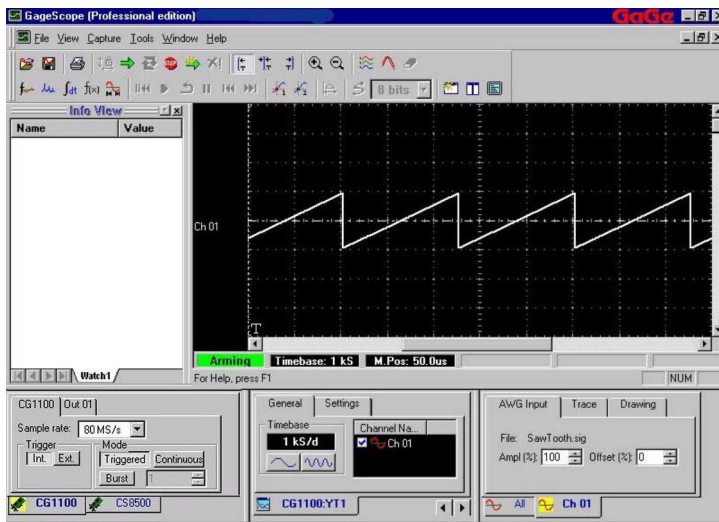 GageScope (Professional edition)
GaGe
File View Capture Tools Window Help
8 bits
Info View
Name Value
Ch 01
T
Watch1
Arming Timebase: 1 kS M.Pos: 50.0us
For Help, press F1
NUM
CG1100 Out 01
Sample rate: 80 MS/s
Trigger
Int. Ext.
Mode
Triggered Continuous
Burst 1
CG1100 CS8500
General Settings
Timebase
1 kS/d
Channel Na...
Ch 01
CG1100:YT1
AWG Input Trace Drawing
File: SawTooth.sig
Ampl (%): 100 Offset (%): 0
All Ch 01